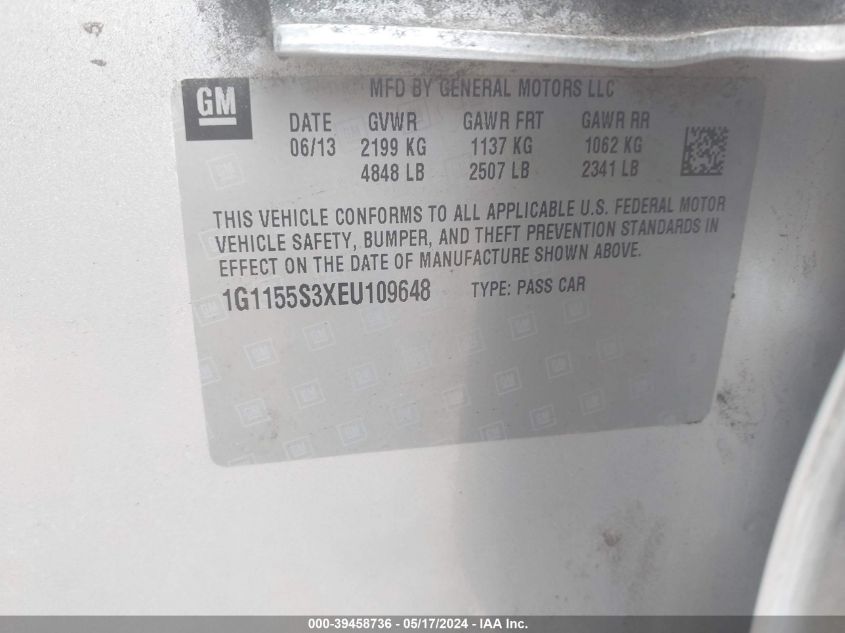 GM
MFD BY GENERAL MOTORS LLC
DATE GVWR GAWR FRT GAWR RR
06/13 2199 KG 1137 KG 1062 KG
4848 LB 2507 LB 2341 LB
THIS VEHICLE CONFORMS TO ALL APPLICABLE U.S. FEDERAL MOTOR
VEHICLE SAFETY, BUMPER, AND THEFT PREVENTION STANDARDS IN
EFFECT ON THE DATE OF MANUFACTURE SHOWN ABOVE.
1G1155S3XEU109648 TYPE: PASS CAR
000-39458736 - 05/17/2024 - IAA Inc.